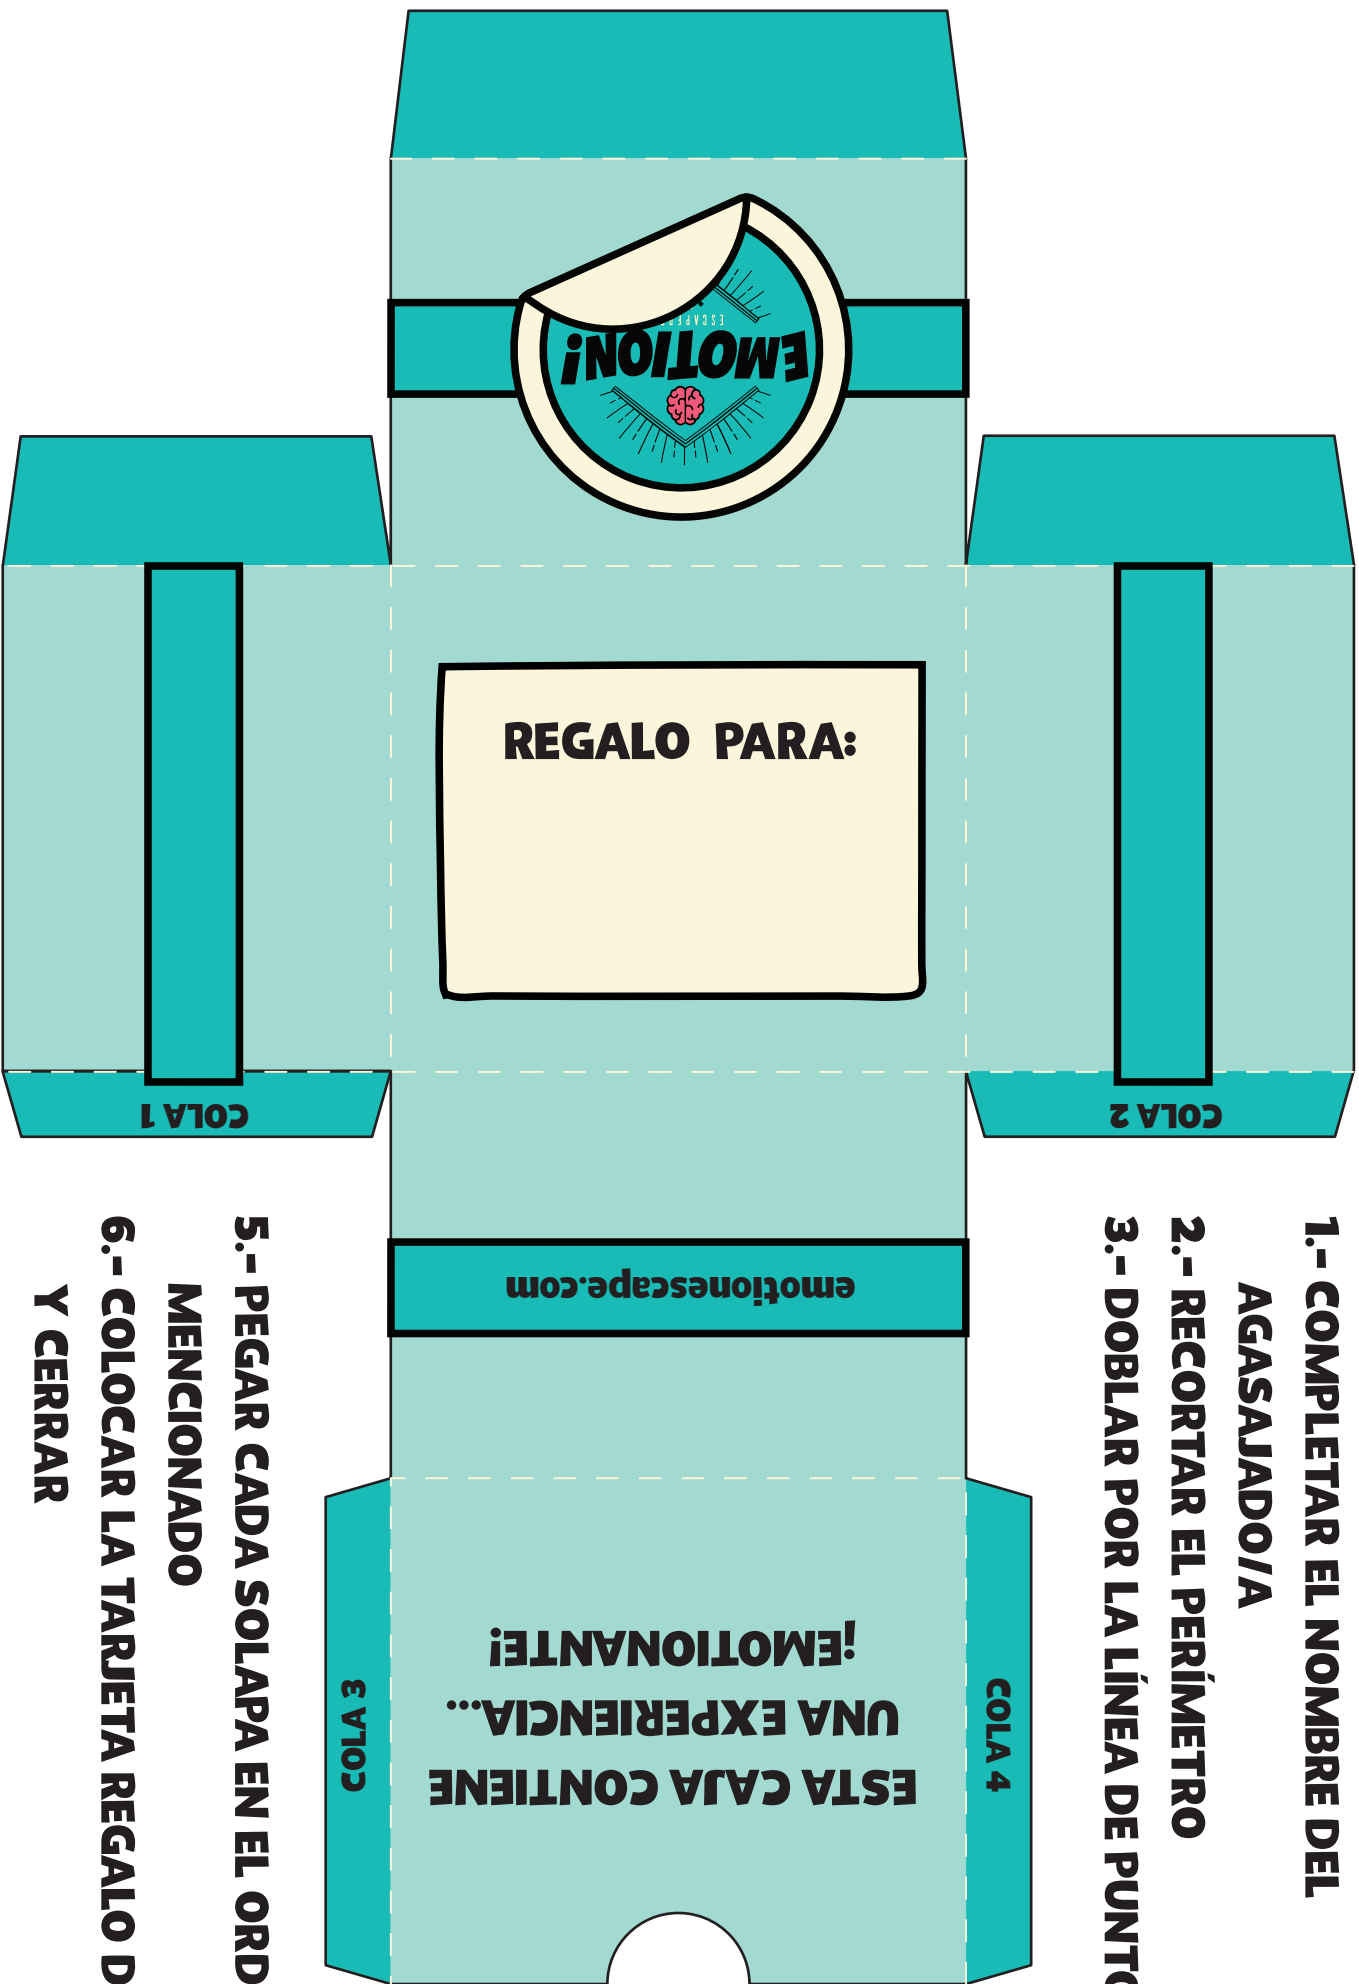 ESCAPE
EMOTION!
REGALO PARA:
COLA 1
COLA 2
emotionescape.com
ESTA CAJA CONTIENE
UNA EXPERIENCIA...
¡EMOTIONANTE!
COLA 3
COLA 4
1.- COMPLETAR EL NOMBRE DEL
AGASAJADO/A
2.- RECORTAR EL PERÍMETRO
3.- DOBLAR POR LA LÍNEA DE
5.- PEGAR CADA SOLAPA EN EL
MENCIONADO
6.- COLOCAR LA TARJETA REGALO
Y CERRAR